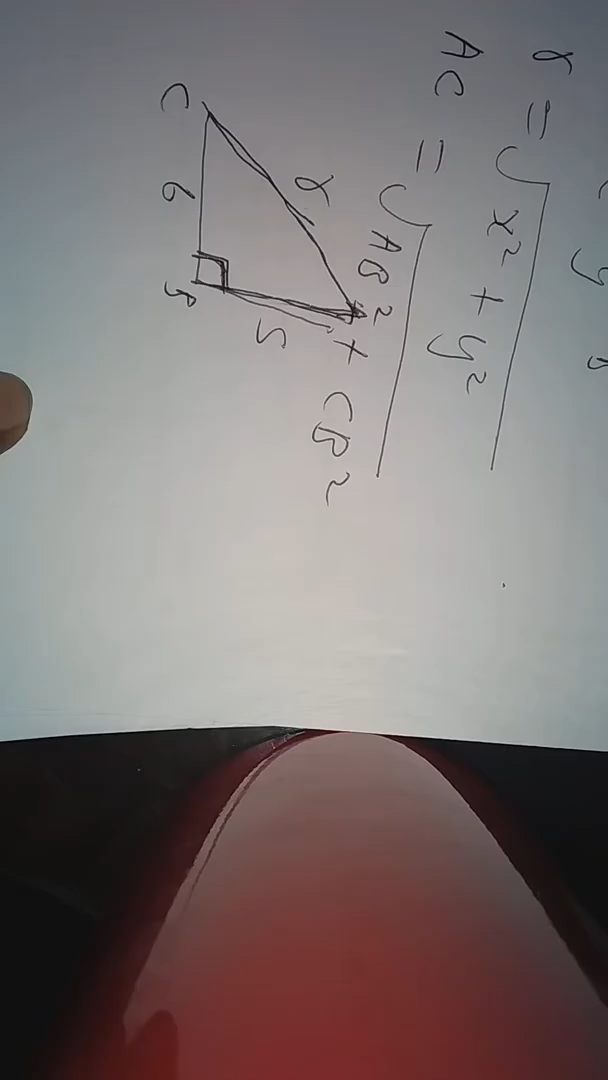 r = √x² + y²
AC = √AB² + CB²
r
C 6 B
5